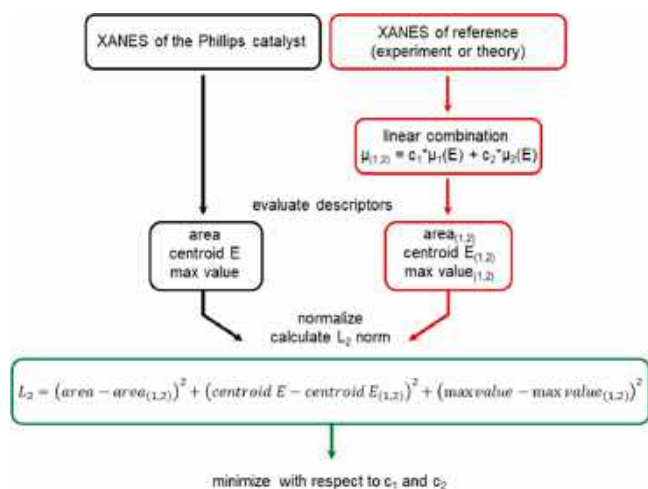 XANES of the Phillips catalyst
XANES of reference
(experiment or theory)
linear combination
μ(1,2) = c1*μ1(E) + c2*μ2(E)
evaluate descriptors
area
centroid E
max value
area(1,2)
centroid E(1,2)
max value(1,2)
normalize
calculate L2 norm
L2 = (area − area(1,2))² + (centroid E − centroid E(1,2))² + (max value − max value(1,2))²
minimize with respect to c1 and c2